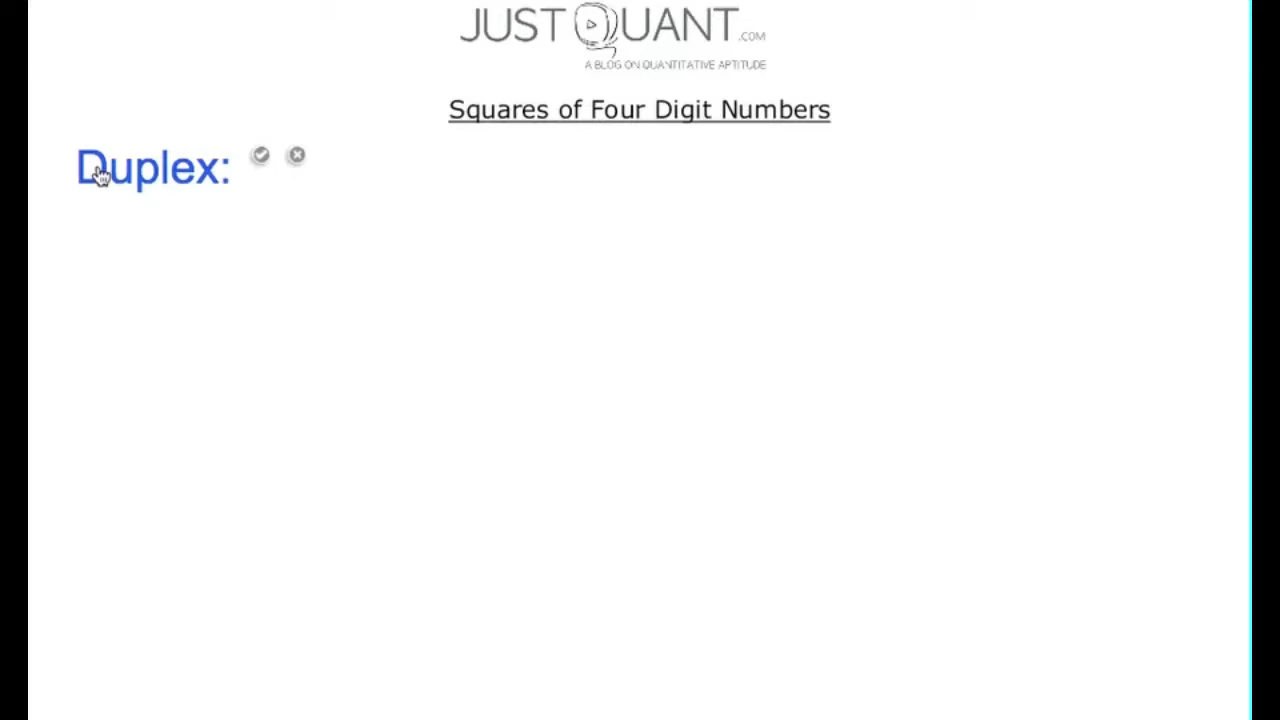 JUSTQUANT.COM
A BLOG ON QUANTITATIVE APTITUDE
Squares of Four Digit Numbers
Duplex: